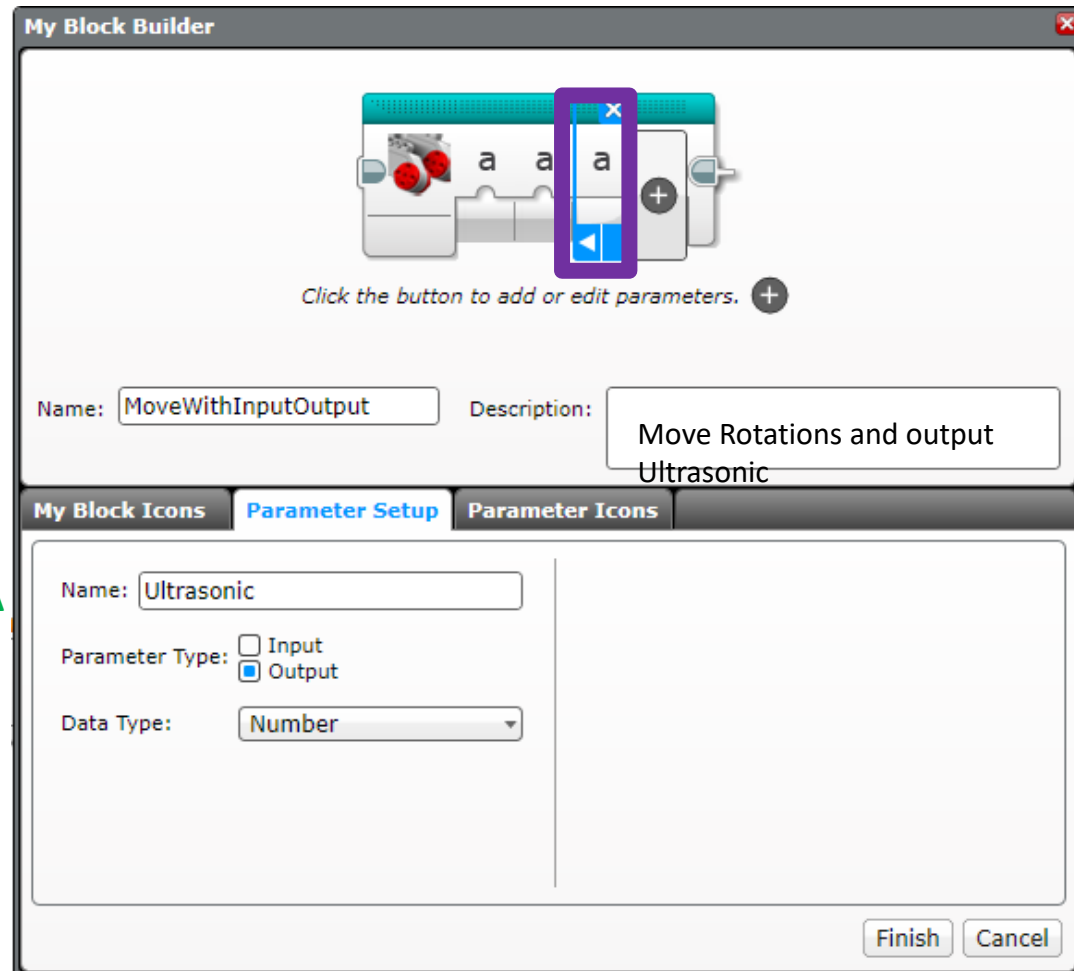 My Block Builder
a a a
Click the button to add or edit parameters.
Name: MoveWithInputOutput Description: Move Rotations and output
Ultrasonic
My Block Icons Parameter Setup Parameter Icons
Name: Ultrasonic
Parameter Type: Input
Output
Data Type: Number
Finish Cancel